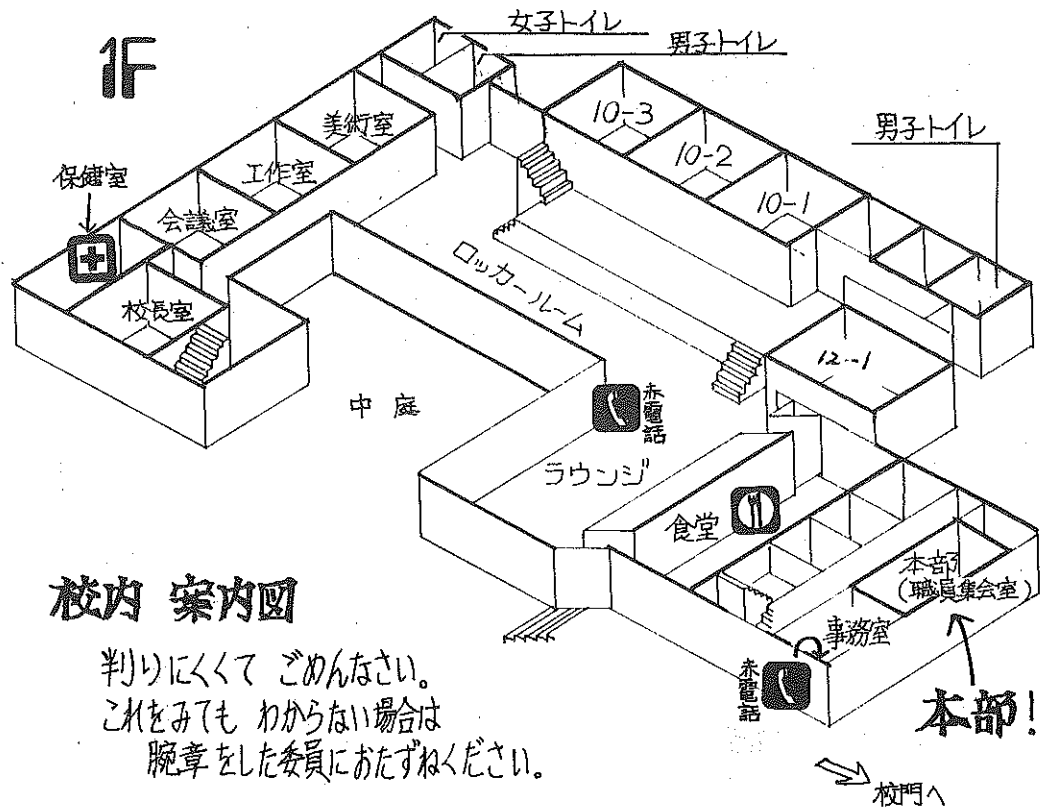 1F
女子トイレ
男子トイレ
男子トイレ
10-3
10-2
10-1
美術室
工作室
保健室
会議室
校長室
ロッカールーム
12-1
中庭
赤電話
ラウンジ
食堂
本部
(職員集会室)
事務室
赤電話
本部!
校内 案内図
判りにくくて ごめんなさい。
これをみても わからない場合は
腕章をした委員におたずねください。
校門へ